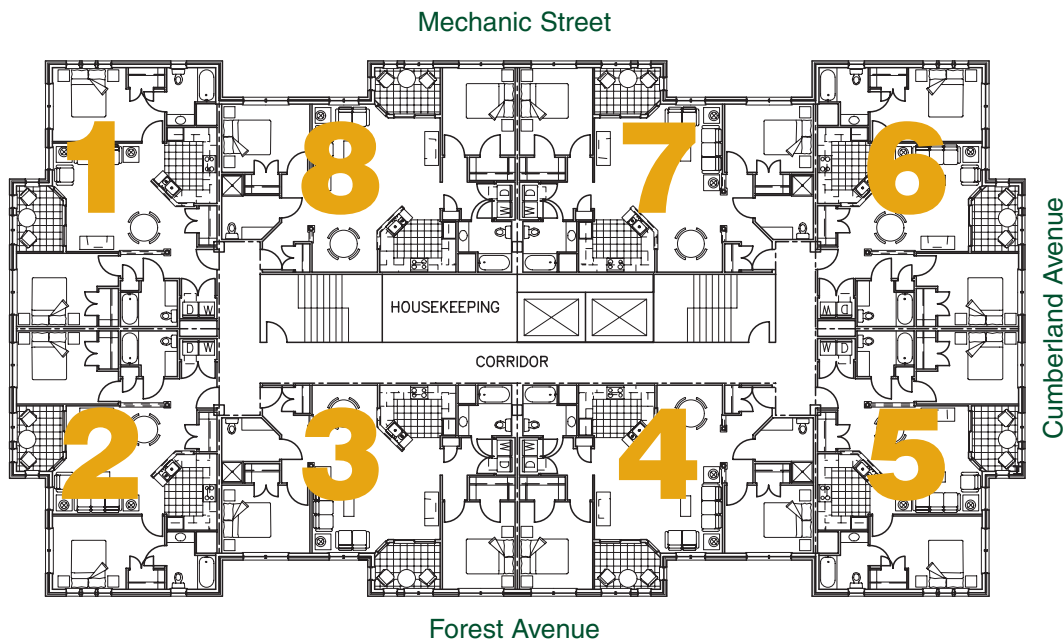 Mechanic Street
1
8
7
6
HOUSEKEEPING
D W
W D
W
D
W
D
CORRIDOR
Cumberland Avenue
D W
W D
W
D
W
D
2
3
4
5
Forest Avenue